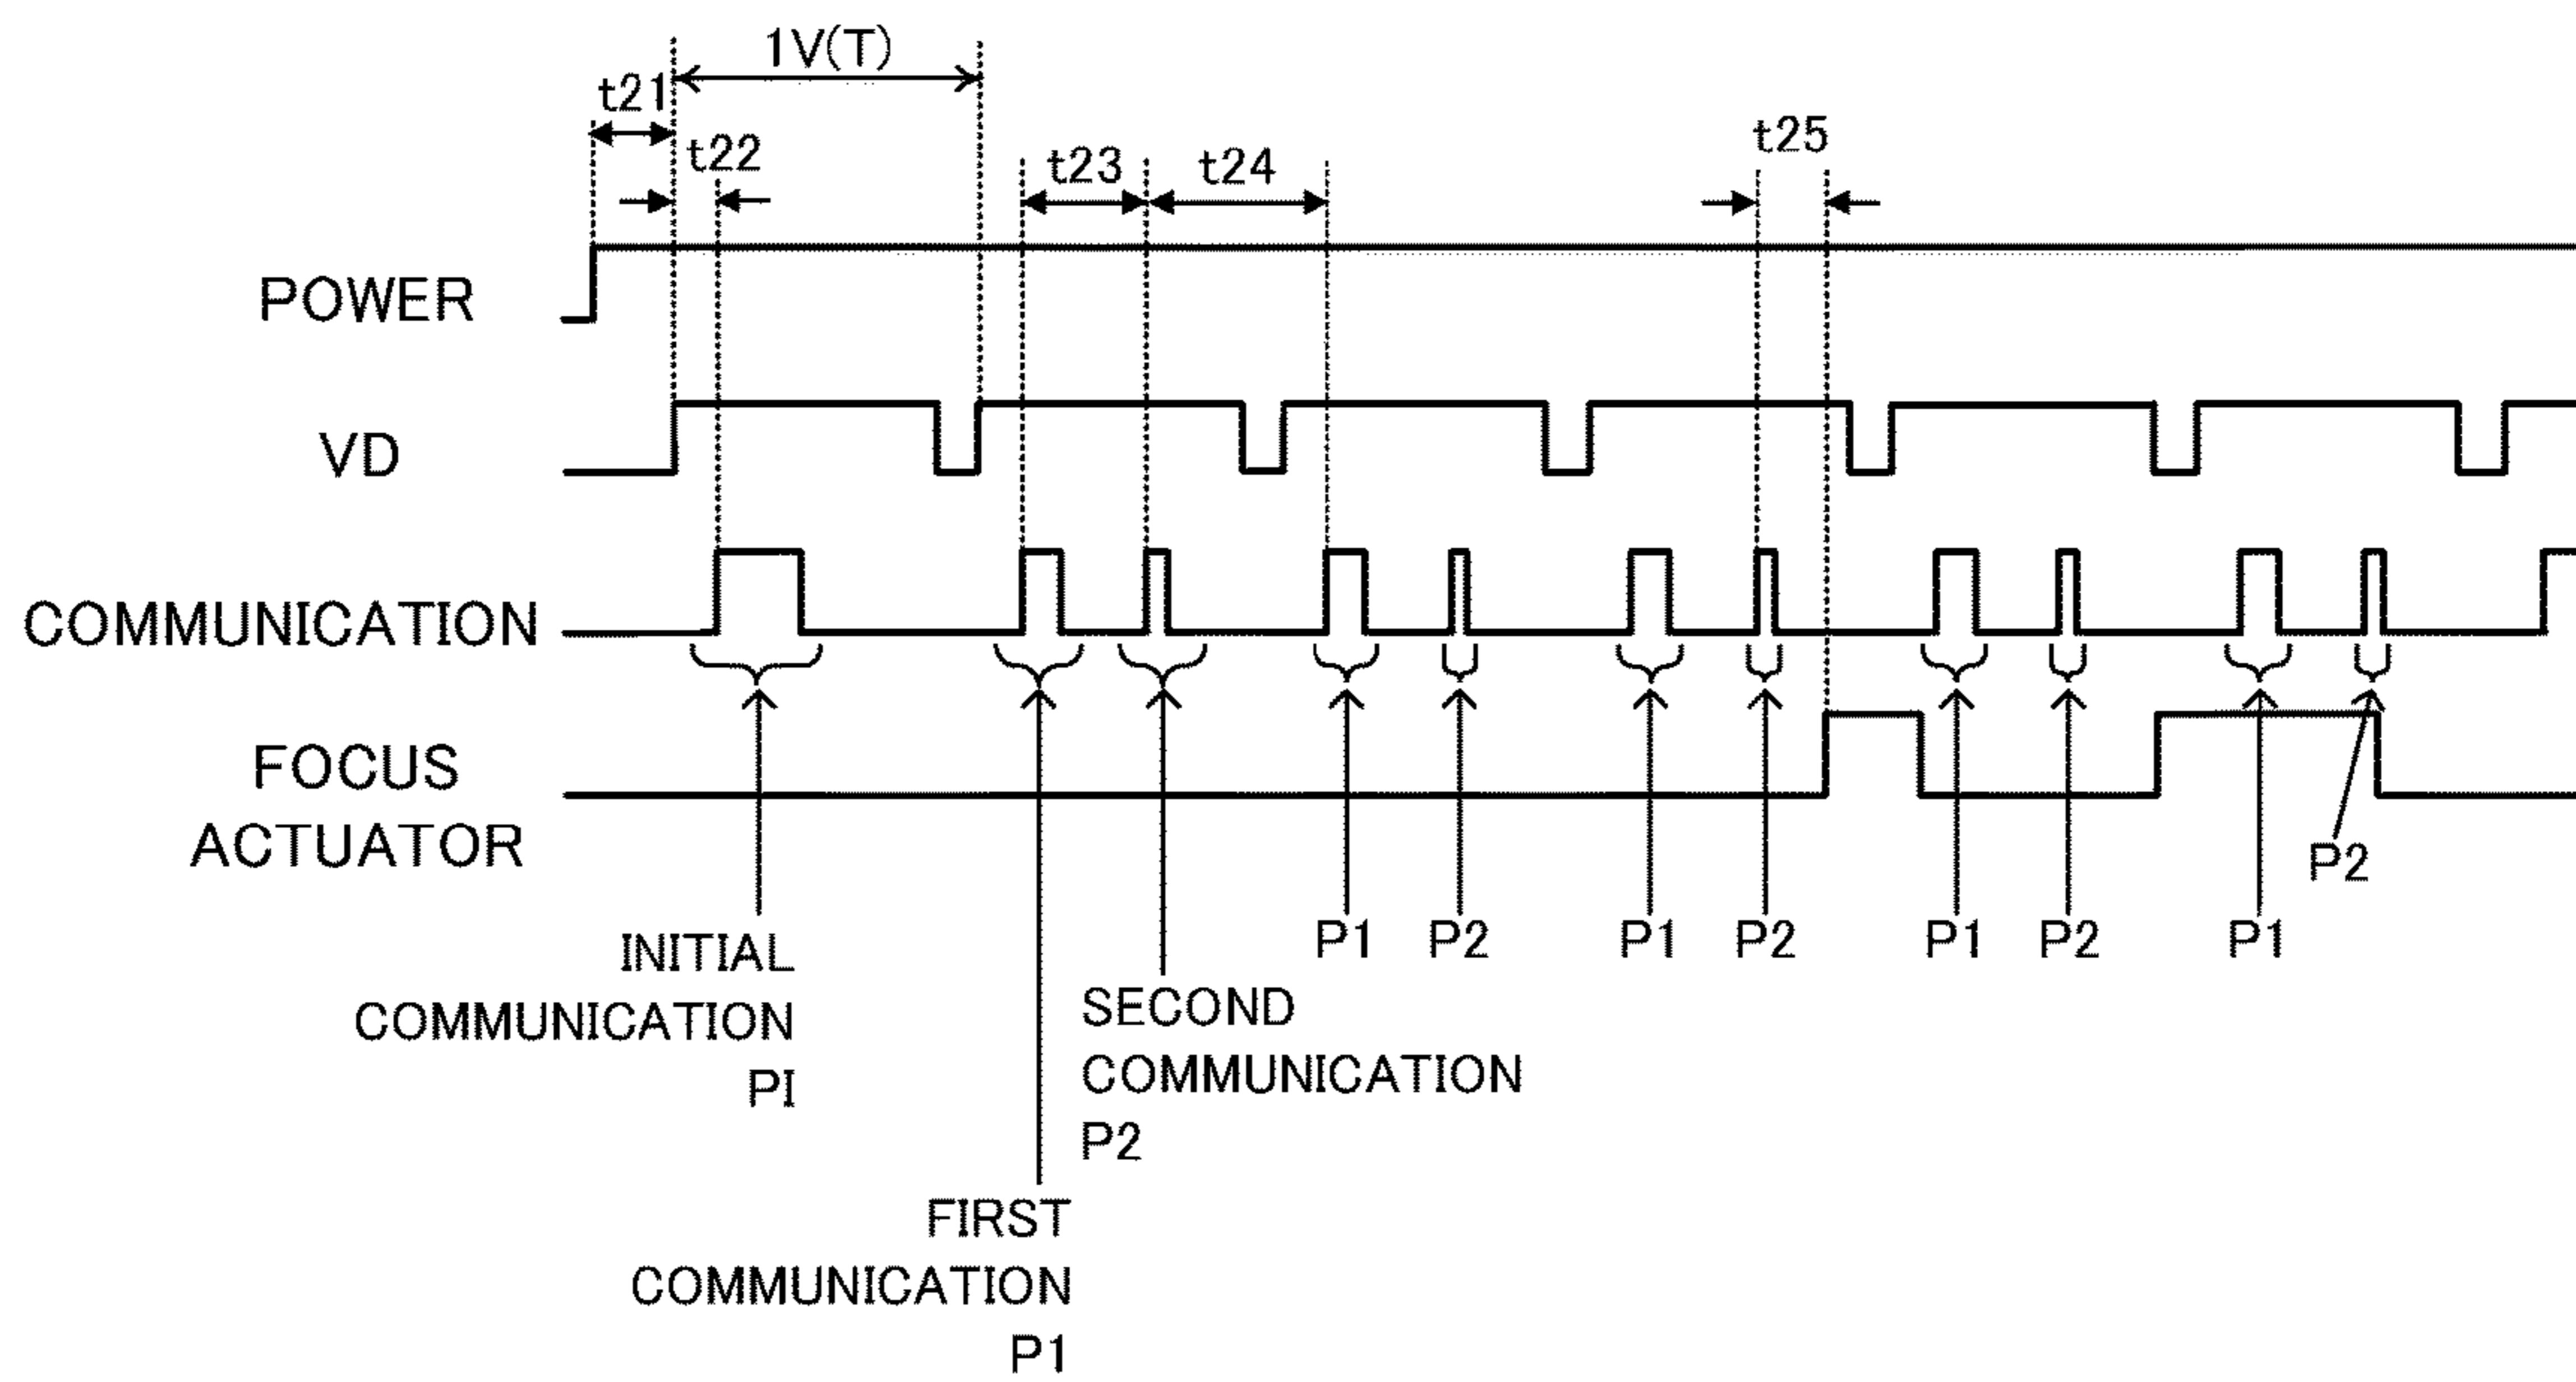 1V(T)
t21
t22
t23
t24
t25
POWER
VD
COMMUNICATION
FOCUS
ACTUATOR
P2
P1
P2
P1
P2
P1
P2
P1
INITIAL
COMMUNICATION
PI
SECOND
COMMUNICATION
P2
FIRST
COMMUNICATION
P1